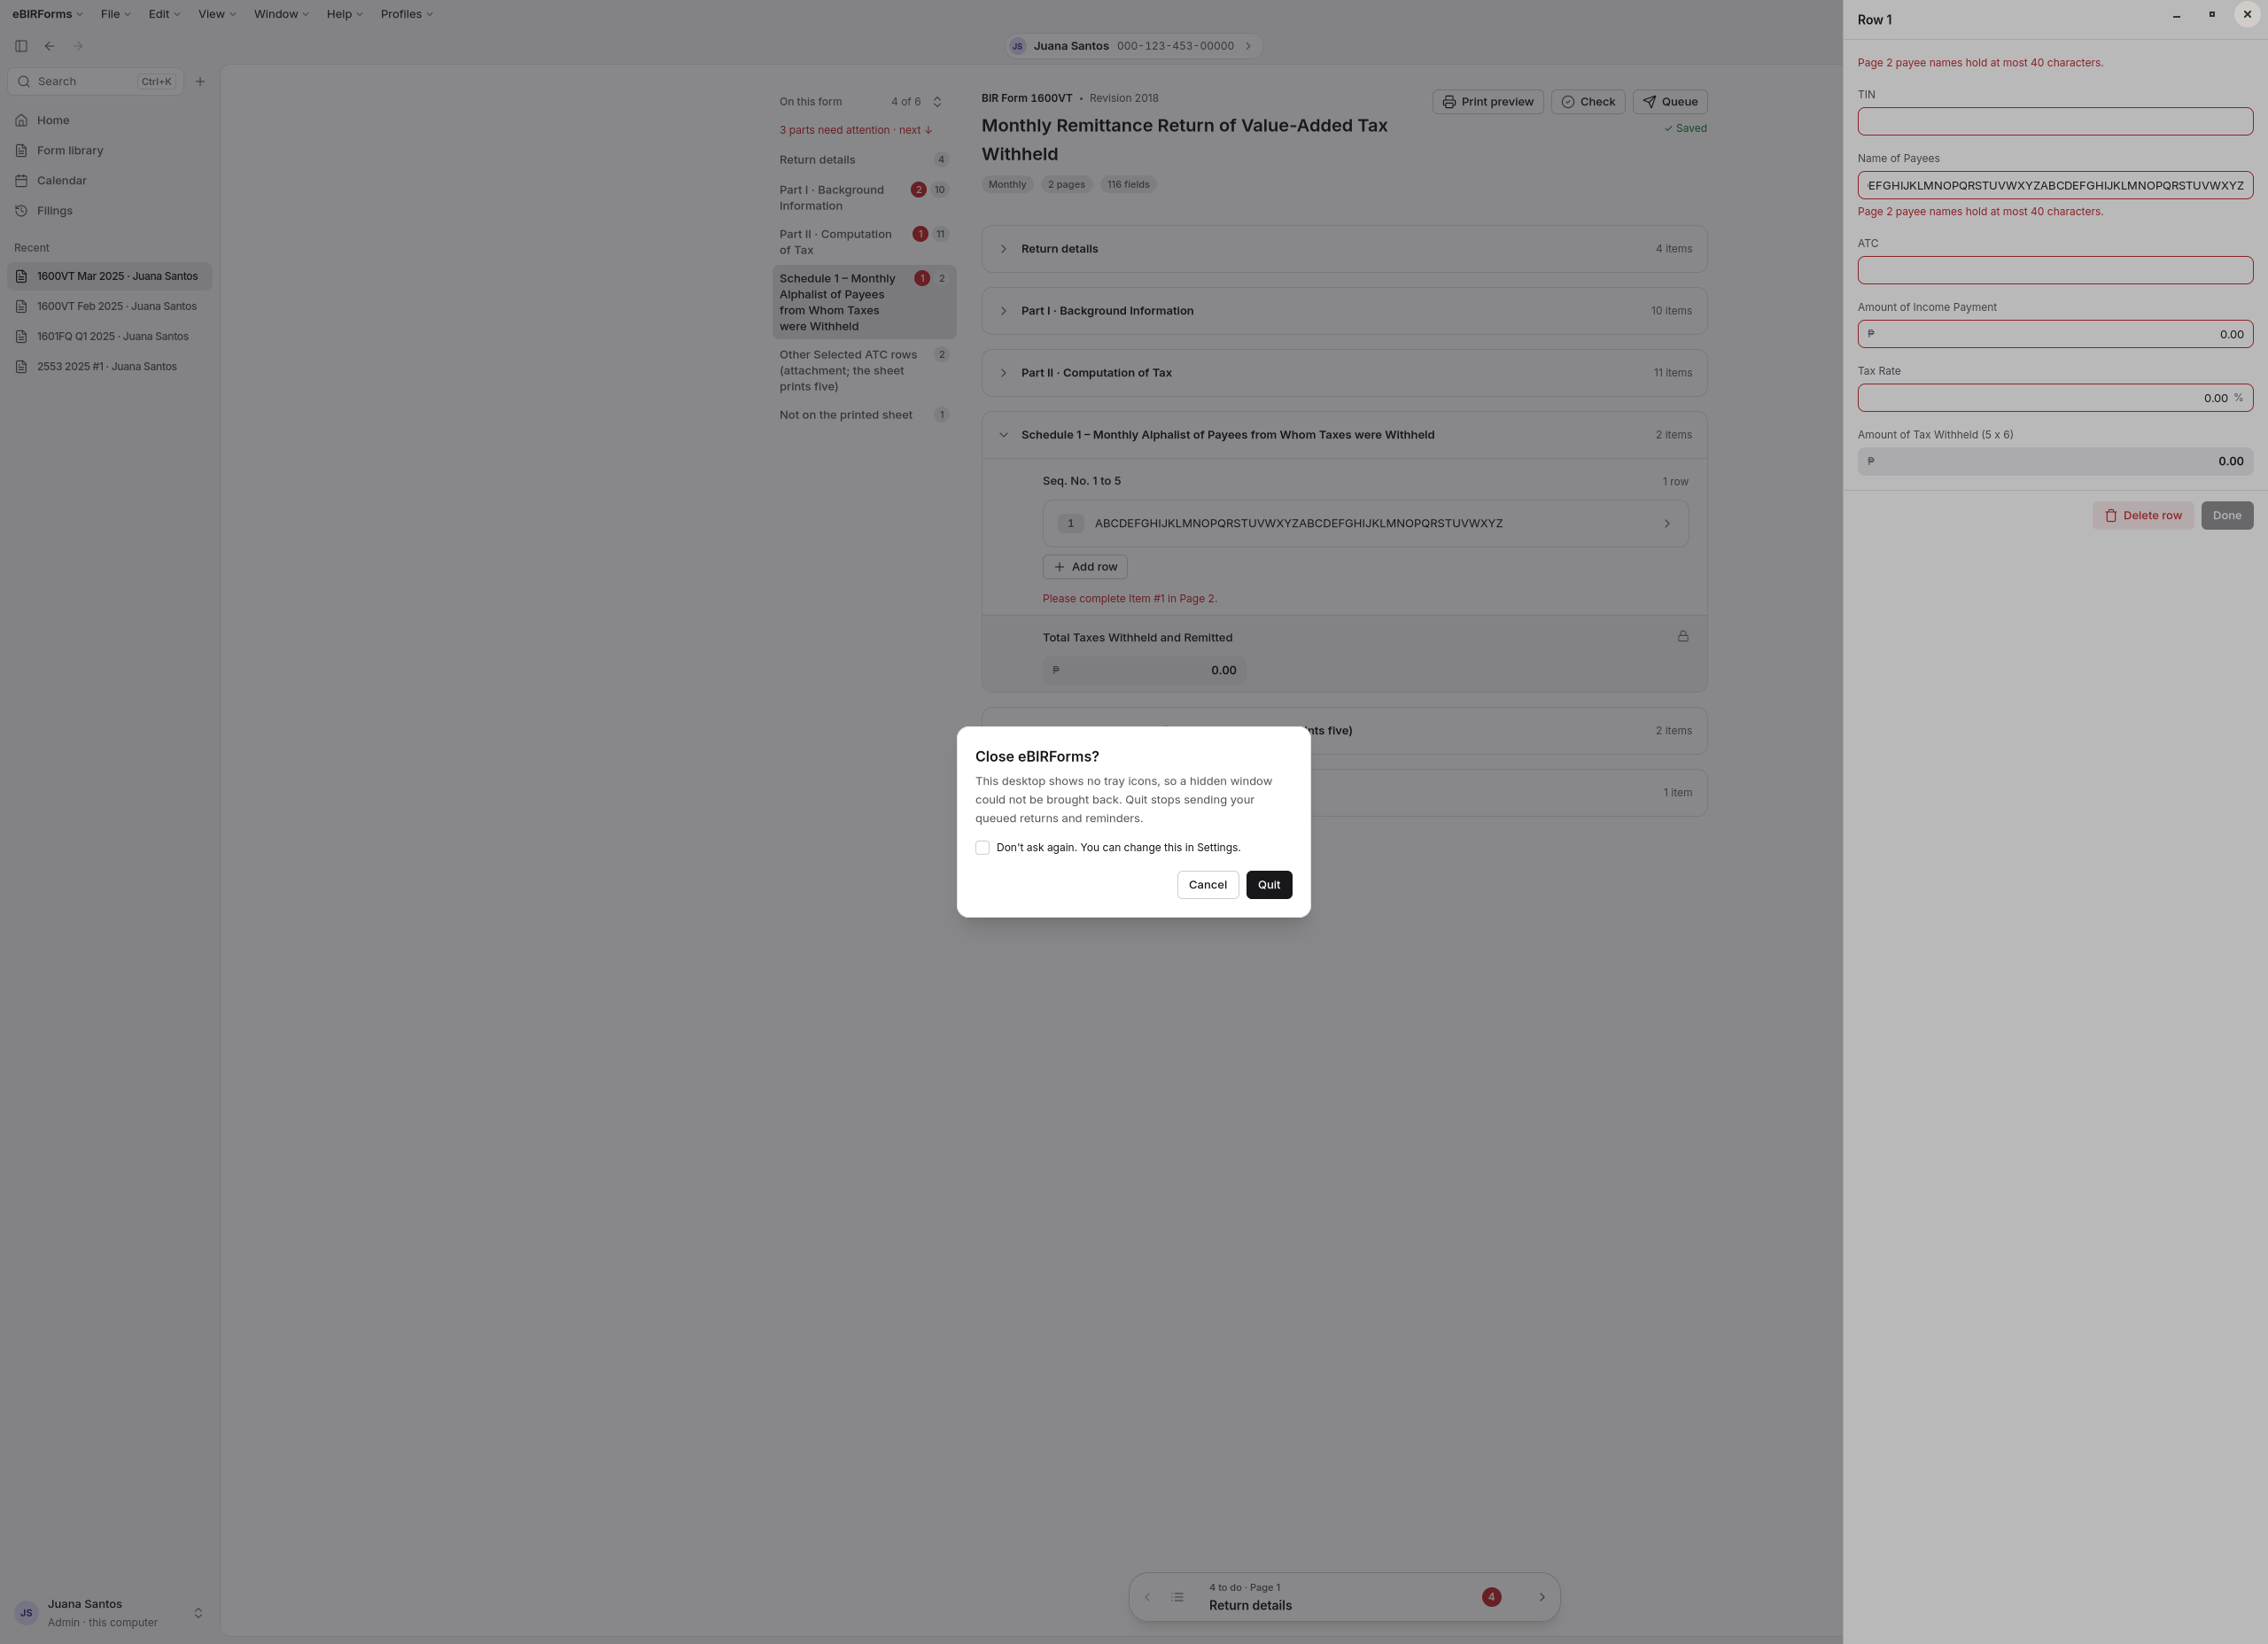 eBIRForms
File
Edit
View
Window
Help
Profiles
JS Juana Santos 000-123-453-00000
Search Ctrl+K
Home
Form library
Calendar
Filings
Recent
1600VT Mar 2025 · Juana Santos
1600VT Feb 2025 · Juana Santos
1601FQ Q1 2025 · Juana Santos
2553 2025 #1 · Juana Santos
On this form 4 of 6
3 parts need attention · next ↓
Return details 4
Part I · Background 2 10
Information
Part II · Computation 1 11
of Tax
Schedule 1 – Monthly 1 2
Alphalist of Payees
from Whom Taxes
were Withheld
Other Selected ATC rows 2
(attachment; the sheet
prints five)
Not on the printed sheet 1
BIR Form 1600VT • Revision 2018
Print preview
Check
Queue
Monthly Remittance Return of Value-Added Tax
Withheld
✓ Saved
Monthly
2 pages
116 fields
Return details 4 items
Part I · Background Information 10 items
Part II · Computation of Tax 11 items
Schedule 1 – Monthly Alphalist of Payees from Whom Taxes were Withheld 2 items
Seq. No. 1 to 5 1 row
1 ABCDEFGHIJKLMNOPQRSTUVWXYZABCDEFGHIJKLMNOPQRSTUVWXYZ
Add row
Please complete Item #1 in Page 2.
Total Taxes Withheld and Remitted
₱ 0.00
five) 2 items
1 item
Close eBIRForms?
This desktop shows no tray icons, so a hidden window
could not be brought back. Quit stops sending your
queued returns and reminders.
Don't ask again. You can change this in Settings.
Cancel
Quit
4 to do · Page 1
Return details
4
JS
Juana Santos
Admin · this computer
Row 1
Page 2 payee names hold at most 40 characters.
TIN
Name of Payees
EFGHIJKLMNOPQRSTUVWXYZABCDEFGHIJKLMNOPQRSTUVWXYZ
Page 2 payee names hold at most 40 characters.
ATC
Amount of Income Payment
₱ 0.00
Tax Rate
0.00 %
Amount of Tax Withheld (5 x 6)
₱ 0.00
Delete row
Done